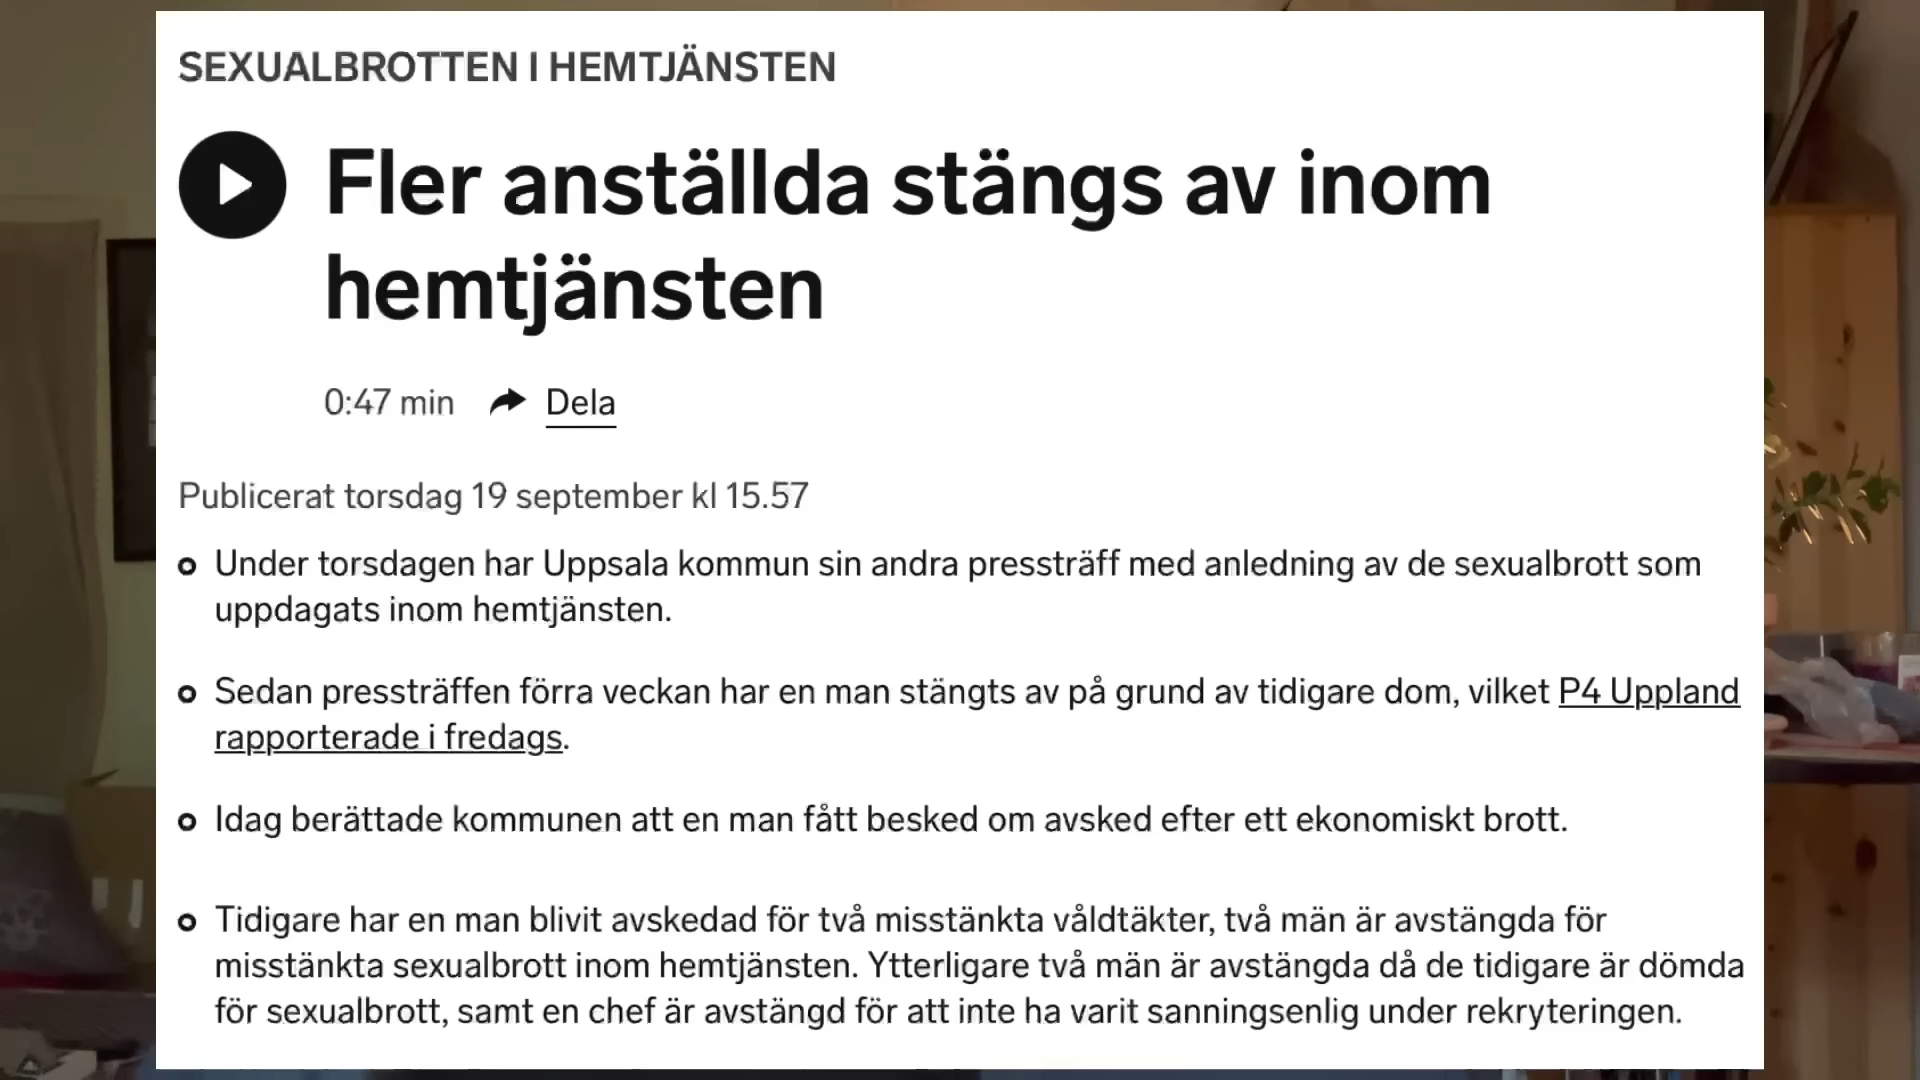 SEXUALBROTTEN I HEMTJÄNSTEN
Fler anställda stängs av inom
hemtjänsten
0:47 min Dela
Publicerat torsdag 19 september kl 15.57
Under torsdagen har Uppsala kommun sin andra pressträff med anledning av de sexualbrott som
uppdagats inom hemtjänsten.
Sedan pressträffen förra veckan har en man stängts av på grund av tidigare dom, vilket P4 Uppland
rapporterade i fredags.
Idag berättade kommunen att en man fått besked om avsked efter ett ekonomiskt brott.
Tidigare har en man blivit avskedad för två misstänkta våldtäkter, två män är avstängda för
misstänkta sexualbrott inom hemtjänsten. Ytterligare två män är avstängda då de tidigare är dömda
för sexualbrott, samt en chef är avstängd för att inte ha varit sanningsenlig under rekryteringen.